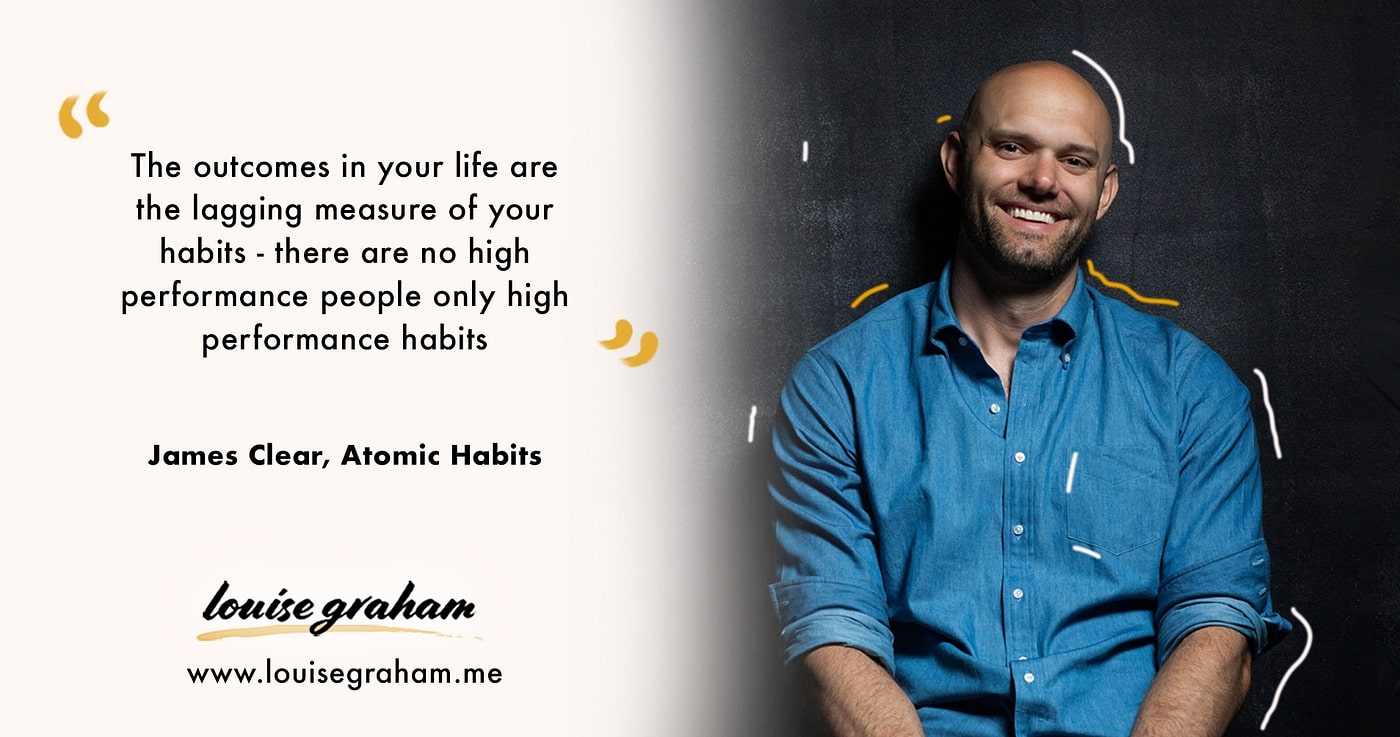 “
The outcomes in your life are
the lagging measure of your
habits - there are no high
performance people only high
performance habits
”
James Clear, Atomic Habits
louise graham
www.louisegraham.me